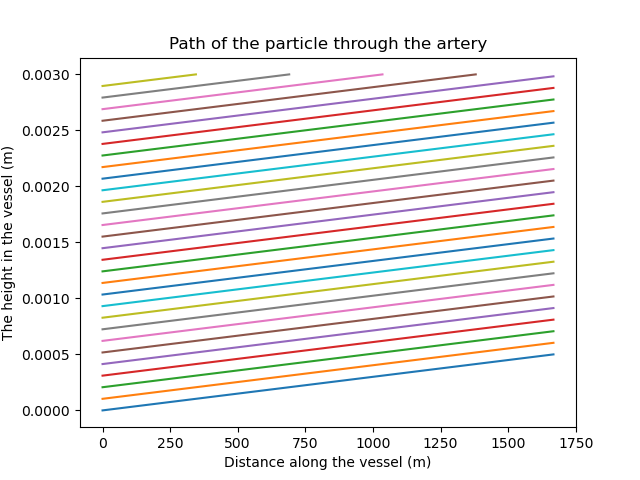 Path of the particle through the artery
The height in the vessel (m)
0.0030
0.0025
0.0020
0.0015
0.0010
0.0005
0.0000
0 250 500 750 1000 1250 1500 1750
Distance along the vessel (m)